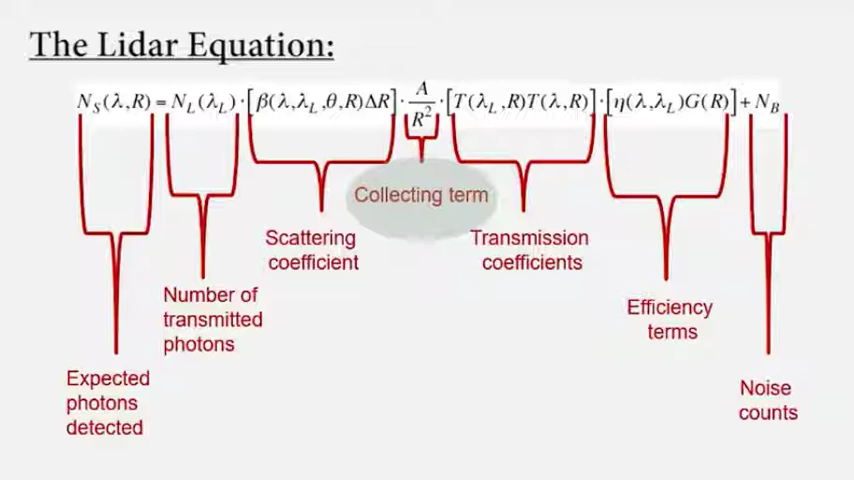 The Lidar Equation:
N_S(λ,R) = N_L(λ_L)·[β(λ,λ_L,θ,R)ΔR]·A/R²·[T(λ_L,R)T(λ,R)]·[η(λ,λ_L)G(R)]+N_B
Collecting term
Scattering
coefficient
Transmission
coefficients
Number of
transmitted
photons
Efficiency
terms
Expected
photons
detected
Noise
counts